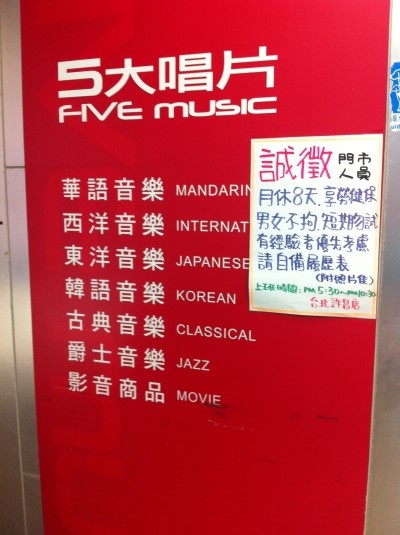 5大唱片
FIVE MUSIC
華語音樂 MANDARIN
西洋音樂 INTERNAT
東洋音樂 JAPANESE
韓語音樂 KOREAN
古典音樂 CLASSICAL
爵士音樂 JAZZ
影音商品 MOVIE
誠徵 門市人員
月休8天、享勞健保
男女不拘、短期勿試
有經驗者優先考慮
請自備履歷表
(附照片隹)
上班時間：PM 5:30~PM10:30
台北許昌店